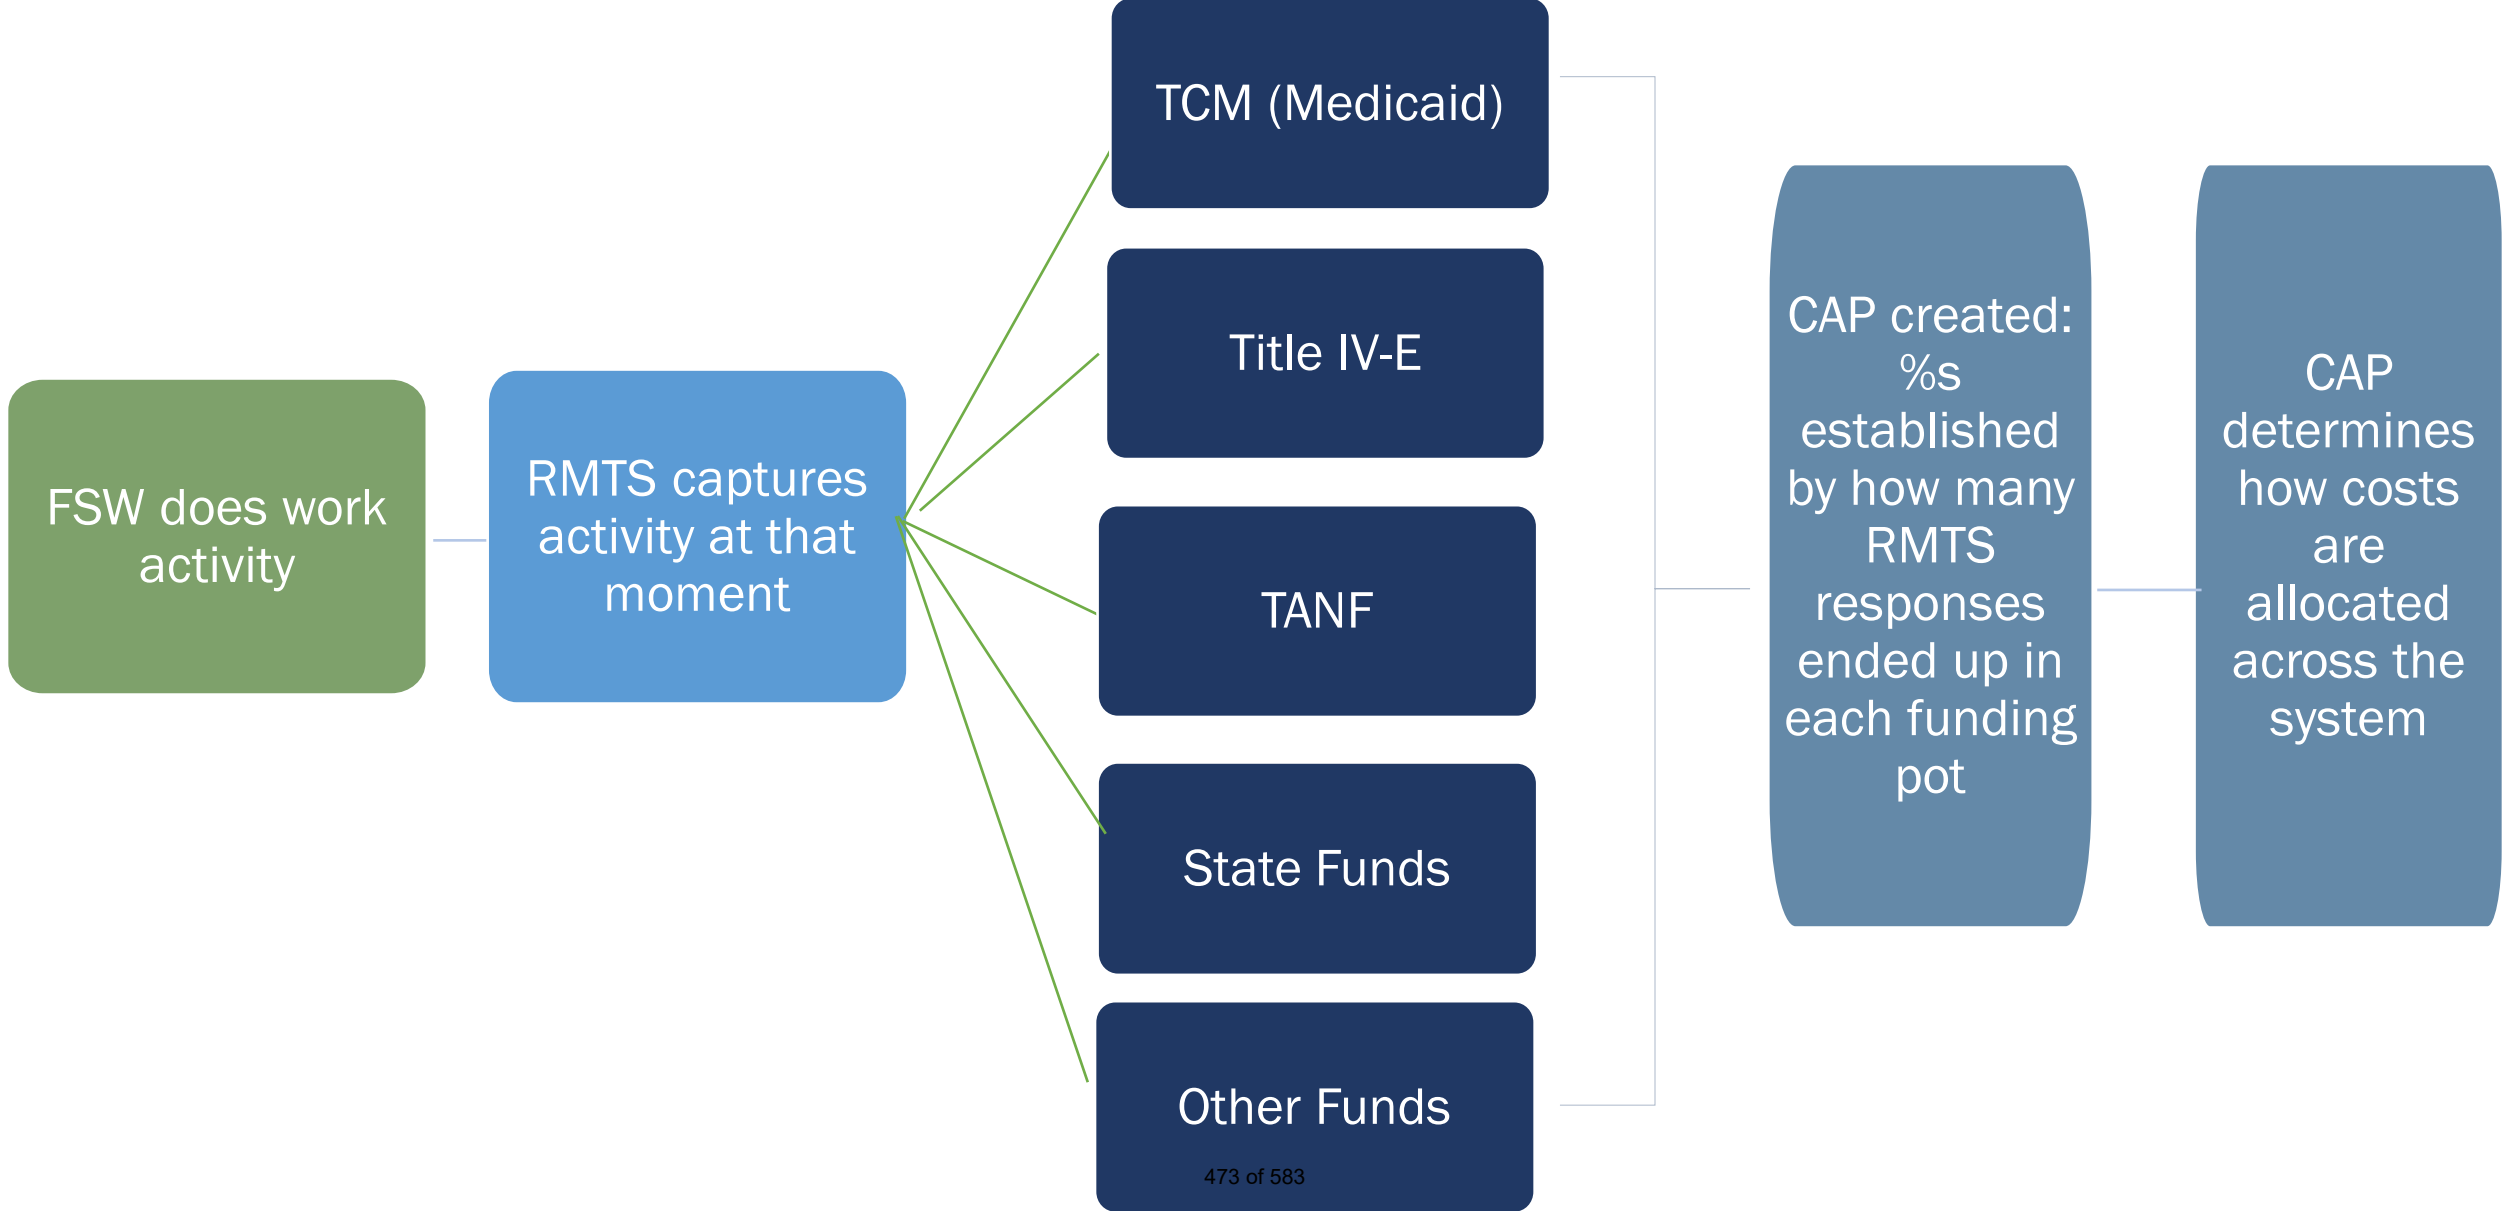 FSW does work
activity
RMTS captures
activity at that
moment
TCM (Medicaid)
Title IV-E
TANF
State Funds
Other Funds
473 of 583
CAP created:
%s
established
by how many
RMTS
responses
ended up in
each funding
pot
CAP
determines
how costs
are
allocated
across the
system